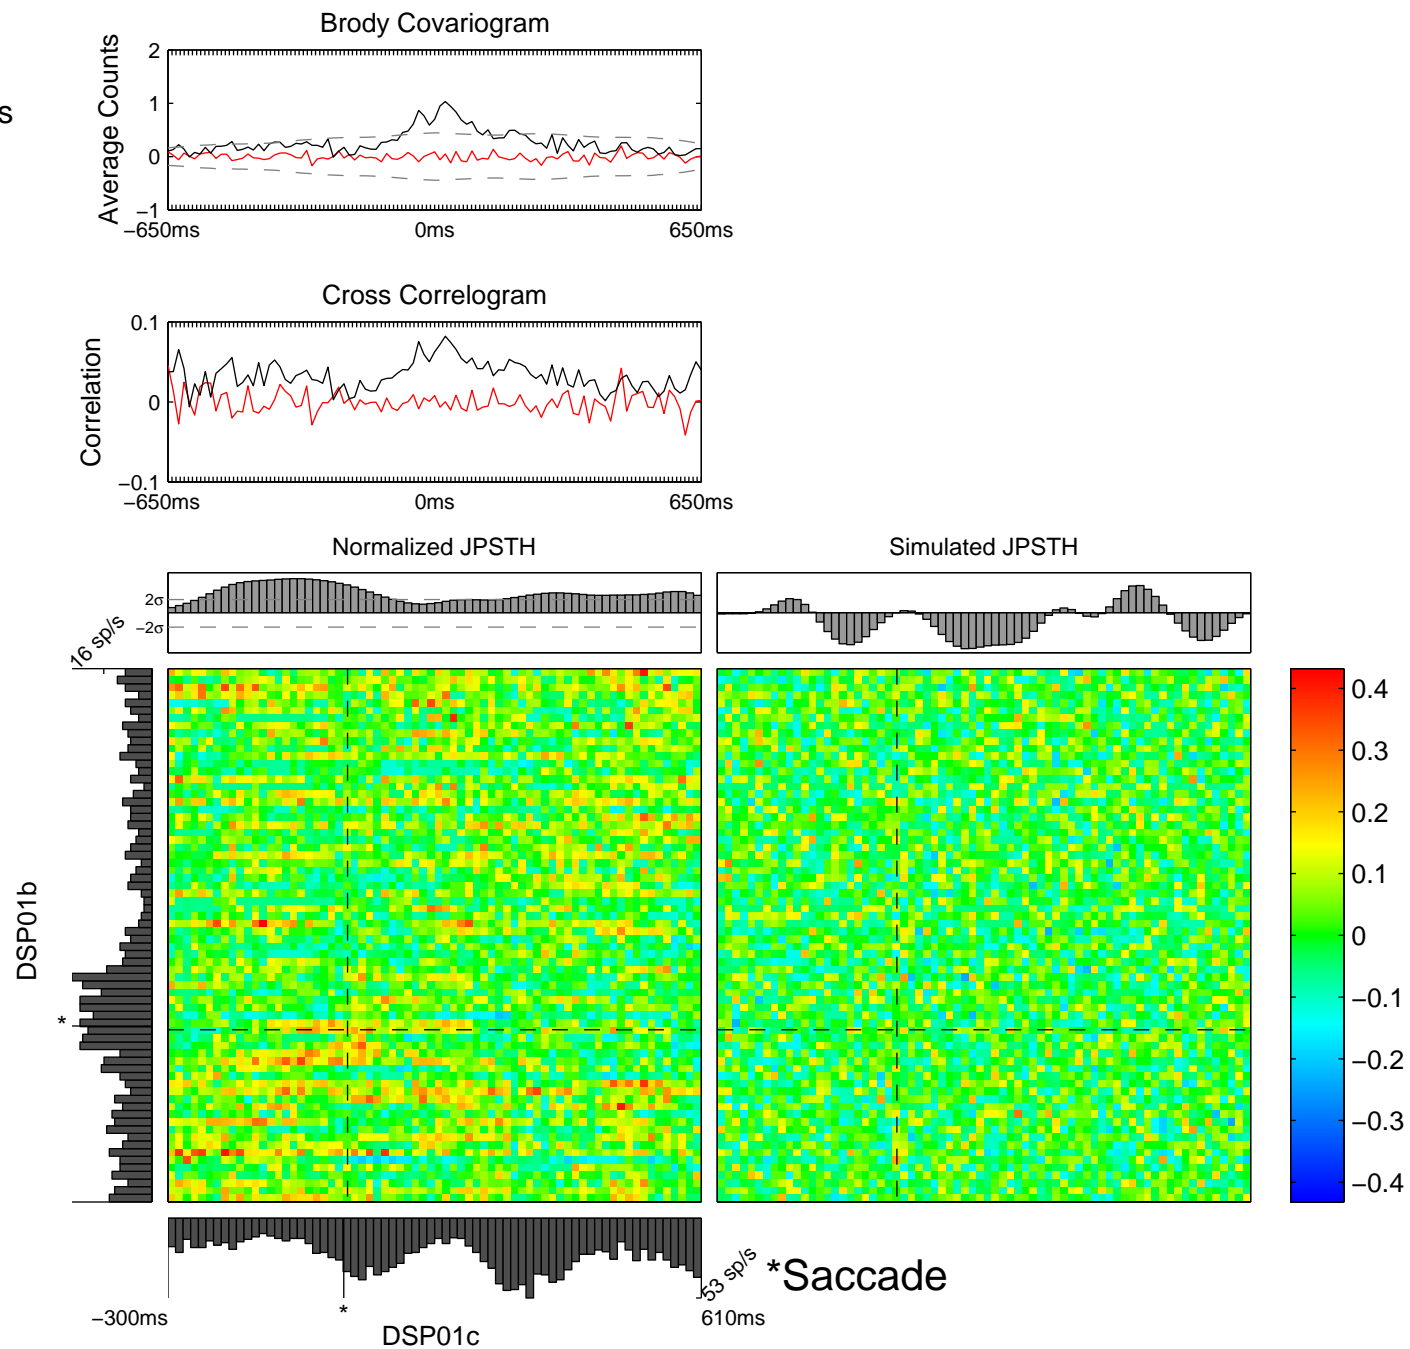 Brody Covariogram
s
Average Counts
2
1
0
−1
−650ms
0ms
650ms
Cross Correlogram
Correlation
0.1
0
−0.1
−650ms
0ms
650ms
Normalized JPSTH
Simulated JPSTH
2σ
−2σ
16 sp/s
DSP01b
*
0.4
0.3
0.2
0.1
0
−0.1
−0.2
−0.3
−0.4
53 sp/s
*Saccade
−300ms
*
610ms
DSP01c